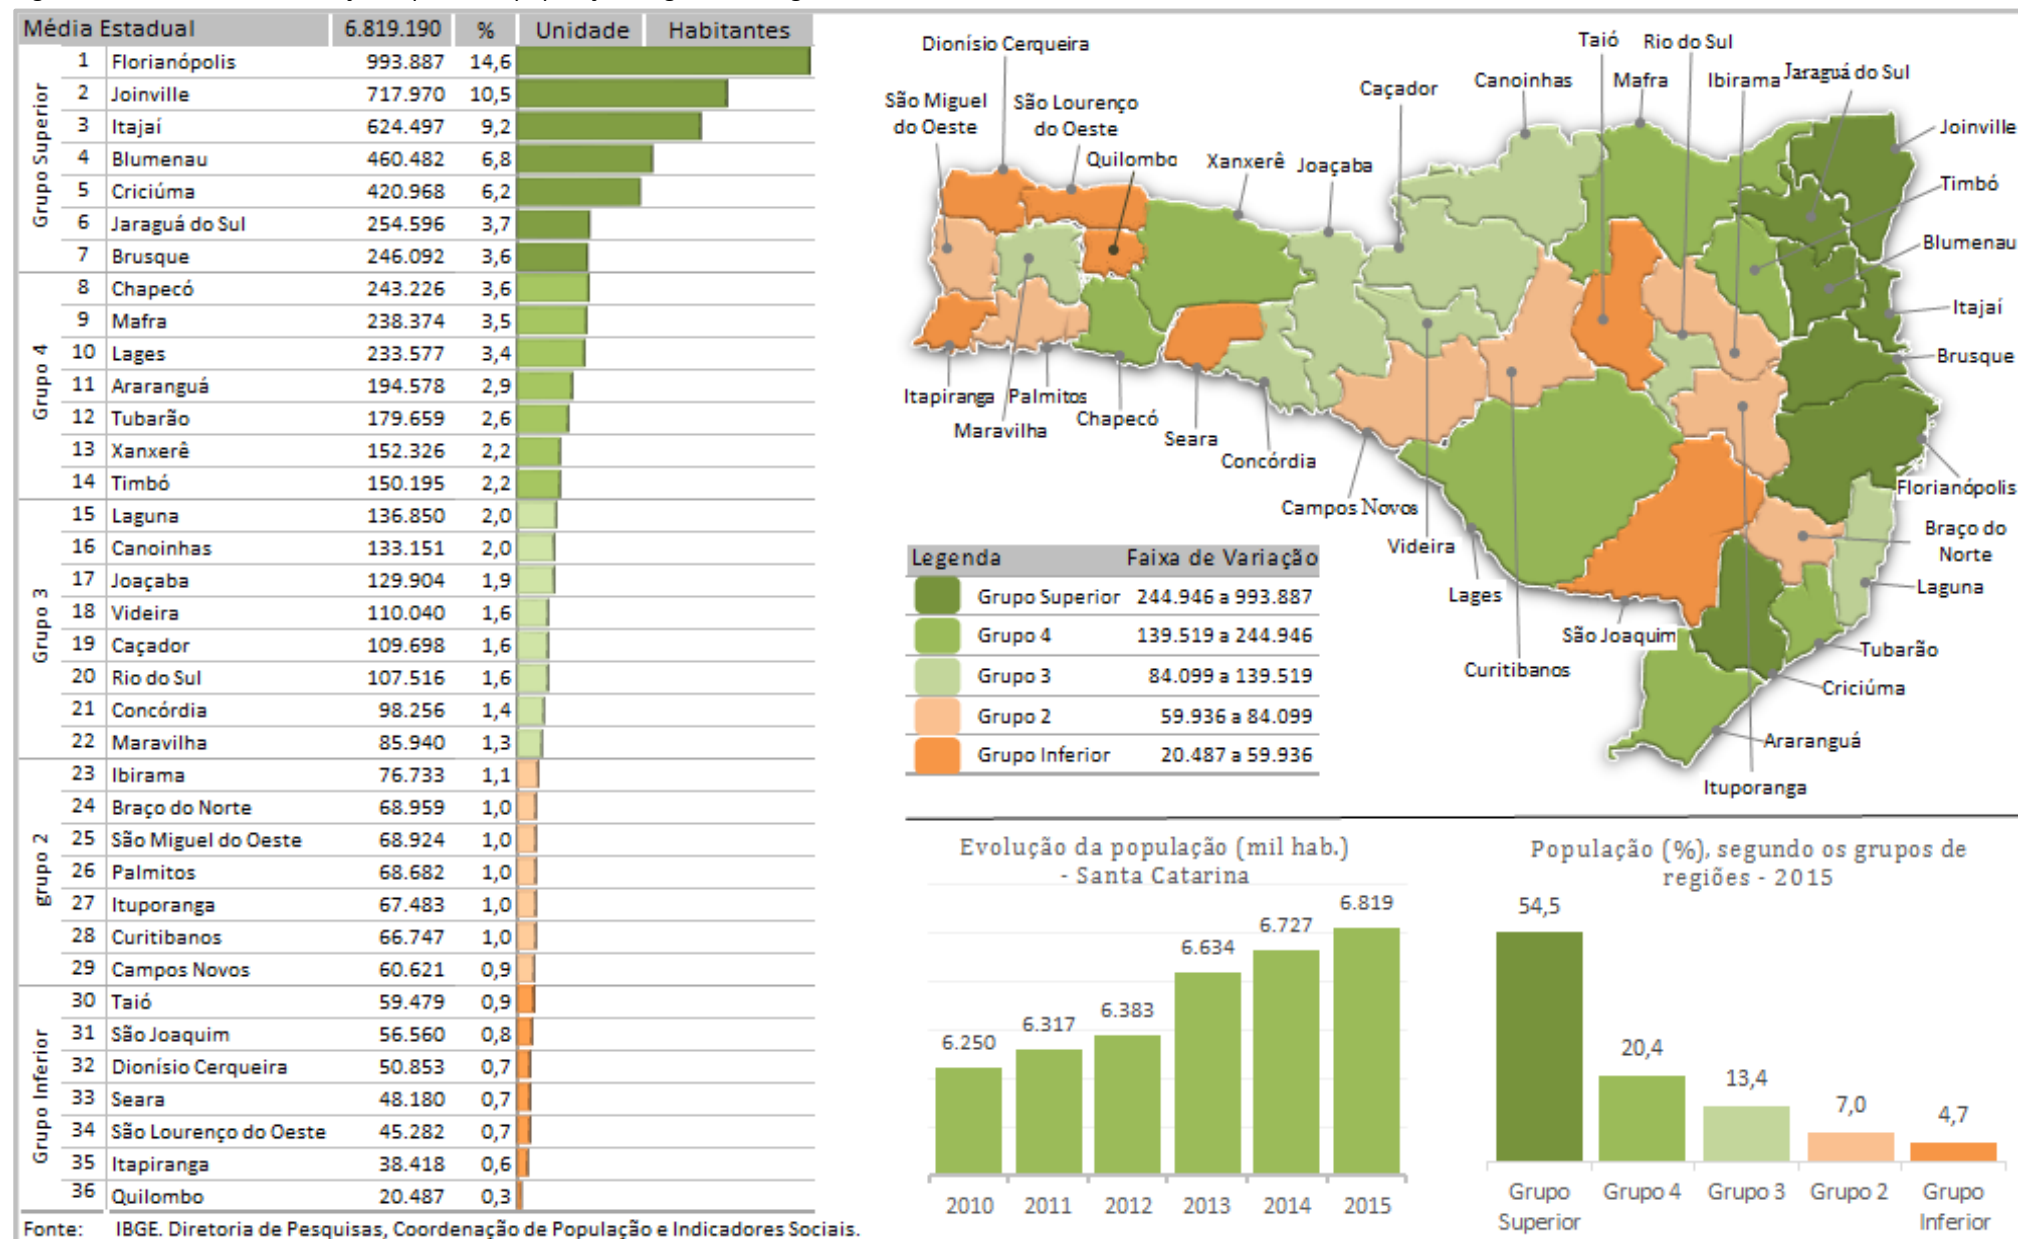 Média Estadual 6.819.190 % Unidade Habitantes
Grupo Superior
1 Florianópolis 993.887 14,6
2 Joinville 717.970 10,5
3 Itajaí 624.497 9,2
4 Blumenau 460.482 6,8
5 Criciúma 420.968 6,2
6 Jaraguá do Sul 254.596 3,7
7 Brusque 246.092 3,6
Grupo 4
8 Chapecó 243.226 3,6
9 Mafra 238.374 3,5
10 Lages 233.577 3,4
11 Araranguá 194.578 2,9
12 Tubarão 179.659 2,6
13 Xanxerê 152.326 2,2
14 Timbó 150.195 2,2
Grupo 3
15 Laguna 136.850 2,0
16 Canoinhas 133.151 2,0
17 Joaçaba 129.904 1,9
18 Videira 110.040 1,6
19 Caçador 109.698 1,6
20 Rio do Sul 107.516 1,6
21 Concórdia 98.256 1,4
22 Maravilha 85.940 1,3
grupo 2
23 Ibirama 76.733 1,1
24 Braço do Norte 68.959 1,0
25 São Miguel do Oeste 68.924 1,0
26 Palmitos 68.682 1,0
27 Ituporanga 67.483 1,0
28 Curitibanos 66.747 1,0
29 Campos Novos 60.621 0,9
Grupo Inferior
30 Taió 59.479 0,9
31 São Joaquim 56.560 0,8
32 Dionísio Cerqueira 50.853 0,7
33 Seara 48.180 0,7
34 São Lourenço do Oeste 45.282 0,7
35 Itapiranga 38.418 0,6
36 Quilombo 20.487 0,3
Fonte: IBGE. Diretoria de Pesquisas, Coordenação de População e Indicadores Sociais.
Dionísio Cerqueira
São Miguel
do Oeste
São Lourenço
do Oeste
Quilombo
Xanxerê
Joaçaba
Caçador
Canoinhas
Taió
Mafra
Rio do Sul
Ibirama
Jaraguá do Sul
Joinville
Timbó
Blumenau
Itajaí
Brusque
Florianópolis
Braço do
Norte
Laguna
Tubarão
Criciúma
Araranguá
Ituporanga
Itapiranga
Palmitos
Maravilha
Chapecó
Seara
Concórdia
Campos Novos
Videira
Lages
São Joaquim
Curitibanos
Legenda Faixa de Variação
Grupo Superior 244.946 a 993.887
Grupo 4 139.519 a 244.946
Grupo 3 84.099 a 139.519
Grupo 2 59.936 a 84.099
Grupo Inferior 20.487 a 59.936
Evolução da população (mil hab.)
- Santa Catarina
6.250
6.317
6.383
6.634
6.727
6.819
2010 2011 2012 2013 2014 2015
População (%), segundo os grupos de
regiões - 2015
54,5
20,4
13,4
7,0
4,7
Grupo Superior
Grupo 4
Grupo 3
Grupo 2
Grupo Inferior